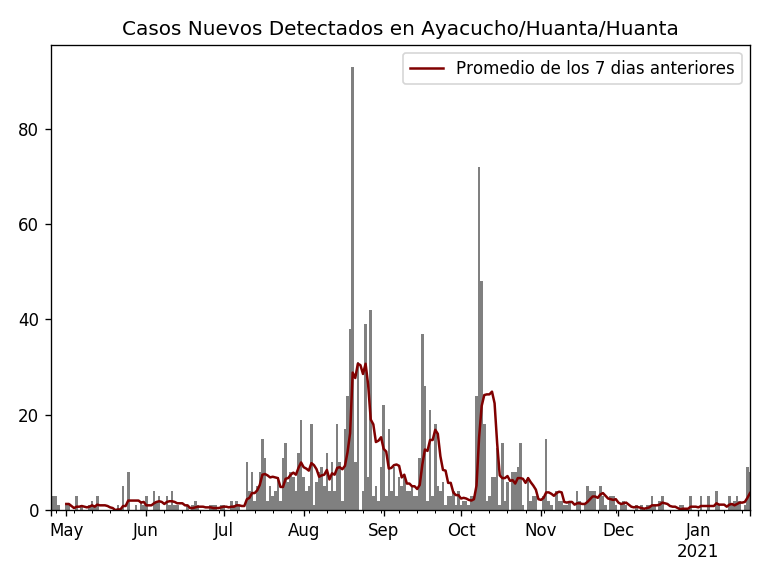 Casos Nuevos Detectados en Ayacucho/Huanta/Huanta
Promedio de los 7 dias anteriores
80
60
40
20
0
May Jun Jul Aug Sep Oct Nov Dec Jan
2021